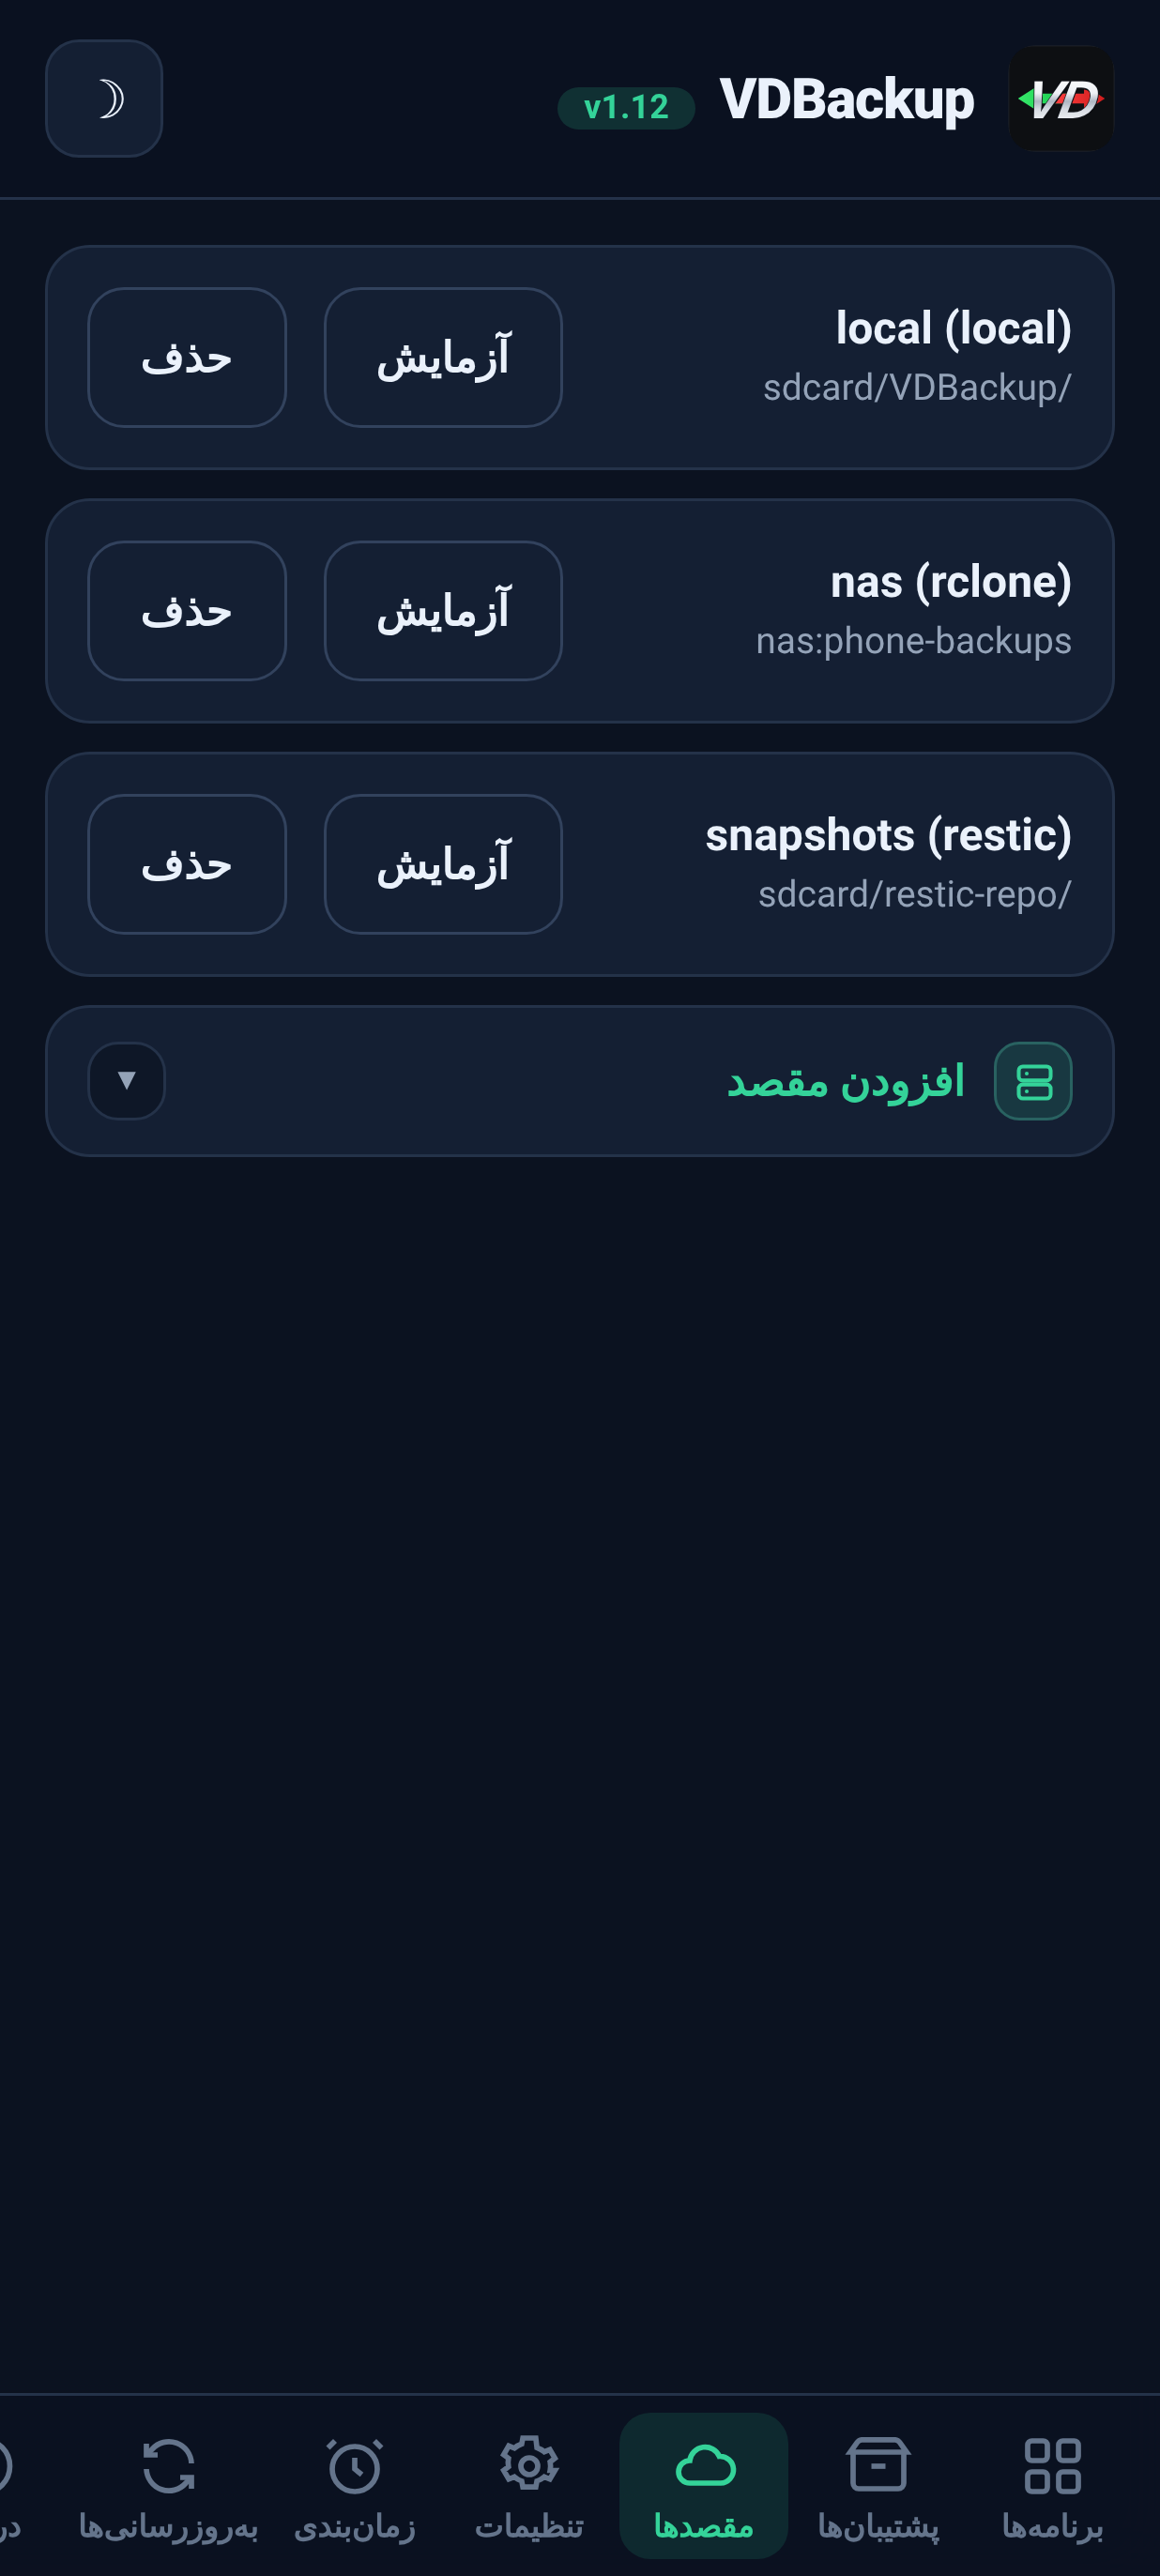 VD
VDBackup v1.12
local (local)
sdcard/VDBackup/
آزمایش
حذف
nas (rclone)
nas:phone-backups
آزمایش
حذف
snapshots (restic)
sdcard/restic-repo/
آزمایش
حذف
افزودن مقصد
برنامه‌ها
پشتیبان‌ها
مقصدها
تنظیمات
زمان‌بندی
به‌روزرسانی‌ها